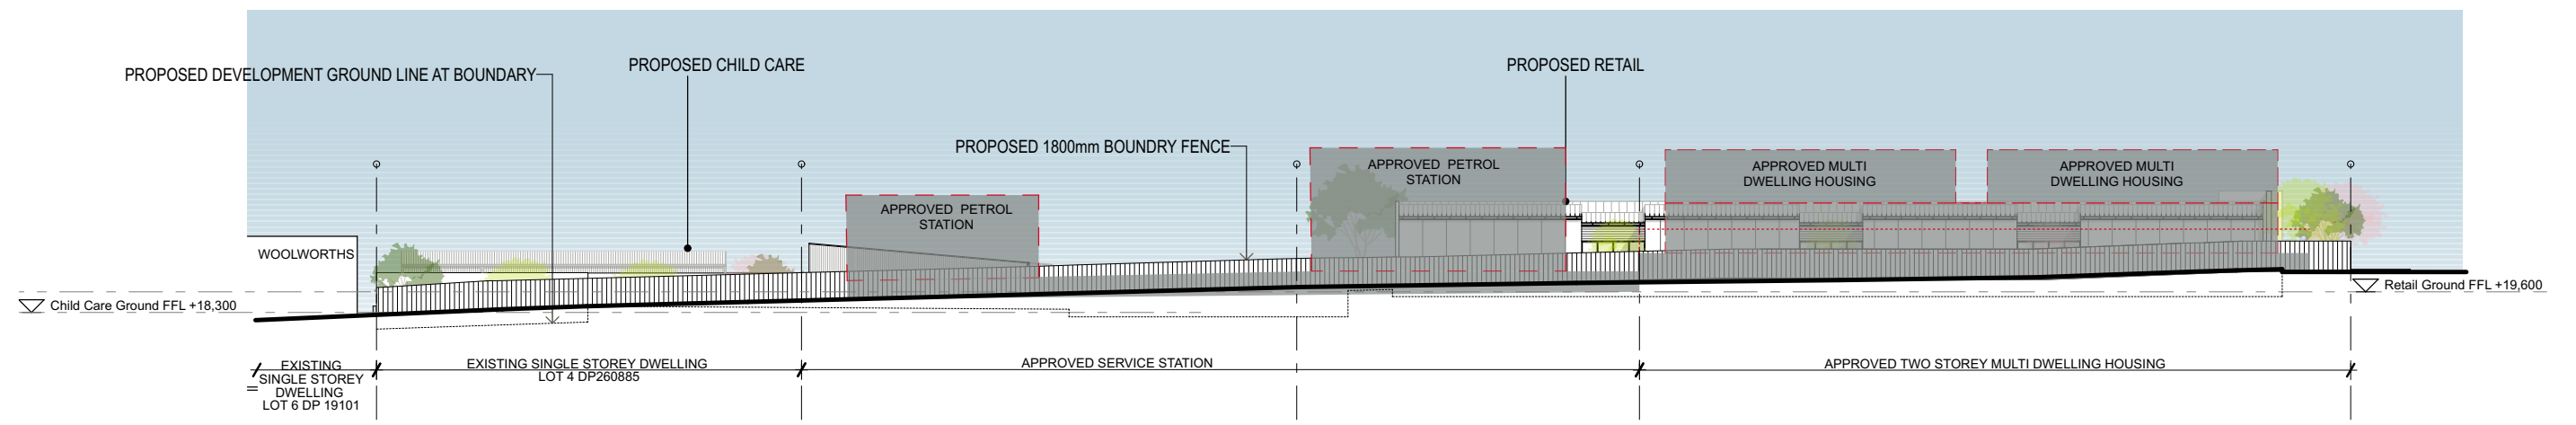 PROPOSED DEVELOPMENT GROUND LINE AT BOUNDARY
PROPOSED CHILD CARE
PROPOSED RETAIL
PROPOSED 1800mm BOUNDRY FENCE
APPROVED PETROL
STATION
APPROVED MULTI
DWELLING HOUSING
APPROVED MULTI
DWELLING HOUSING
APPROVED PETROL
STATION
WOOLWORTHS
Child Care Ground FFL +18,300
Retail Ground FFL +19,600
EXISTING
SINGLE STOREY
DWELLING
LOT 6 DP 19101
EXISTING SINGLE STOREY DWELLING
LOT 4 DP260885
APPROVED SERVICE STATION
APPROVED TWO STOREY MULTI DWELLING HOUSING